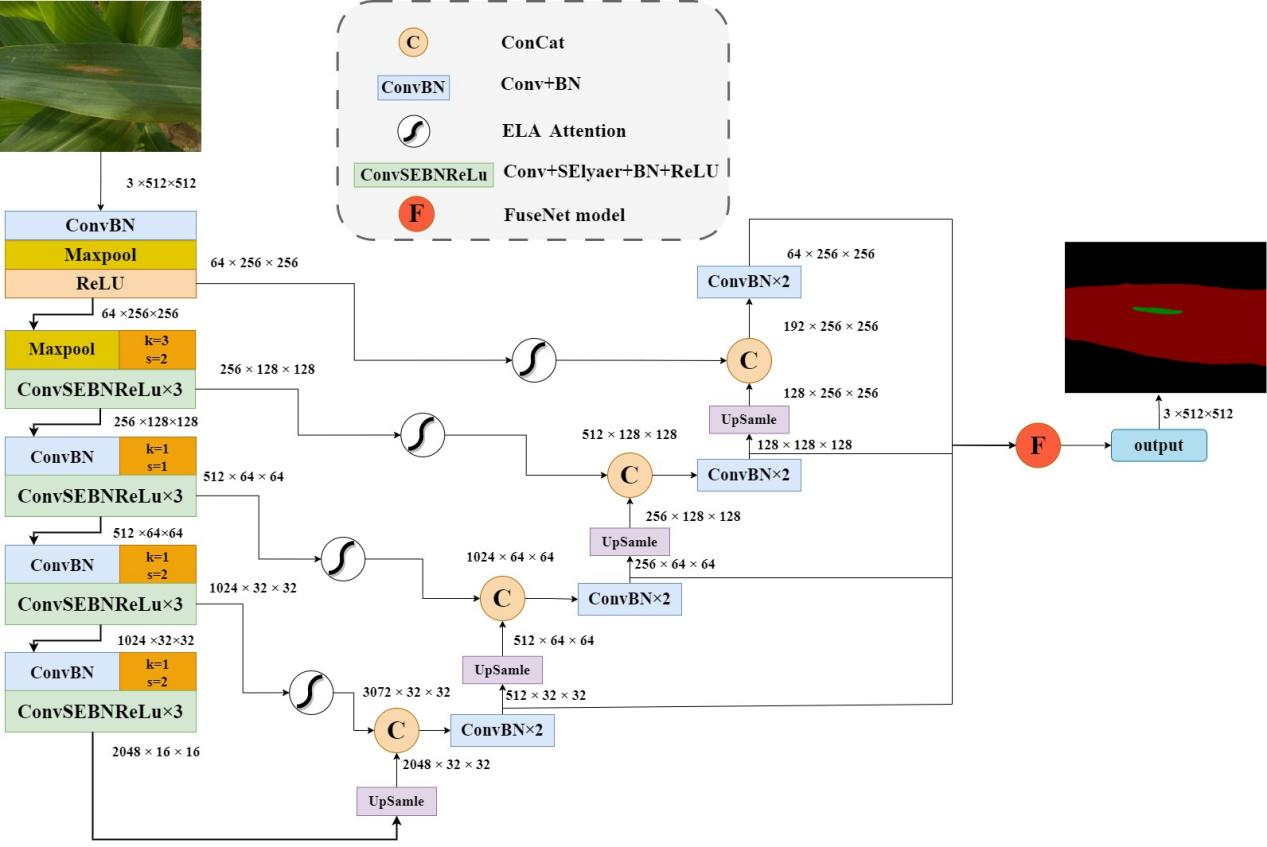 C ConCat
ConvBN Conv+BN
ELA Attention
ConvSEBNReLu Conv+SElyaer+BN+ReLU
F FuseNet model
3 ×512×512
ConvBN
Maxpool
ReLU
64 × 256 × 256
64 ×256×256
Maxpool
k=3
s=2
ConvSEBNReLu×3
256 × 128 × 128
256 ×128×128
ConvBN
k=1
s=1
ConvSEBNReLu×3
512 × 64 × 64
512 ×64×64
ConvBN
k=1
s=2
ConvSEBNReLu×3
1024 × 32 × 32
1024 ×32×32
ConvBN
k=1
s=2
ConvSEBNReLu×3
2048 × 16 × 16
UpSamle
2048 × 32 × 32
C
3072 × 32 × 32
ConvBN×2
512 × 32 × 32
UpSamle
512 × 64 × 64
C
1024 × 64 × 64
ConvBN×2
256 × 64 × 64
UpSamle
256 × 128 × 128
C
512 × 128 × 128
ConvBN×2
128 × 128 × 128
UpSamle
128 × 256 × 256
C
192 × 256 × 256
ConvBN×2
64 × 256 × 256
F
output
3 ×512×512